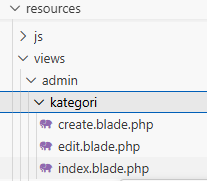 resources
js
views
admin
kategori
create.blade.php
edit.blade.php
index.blade.php